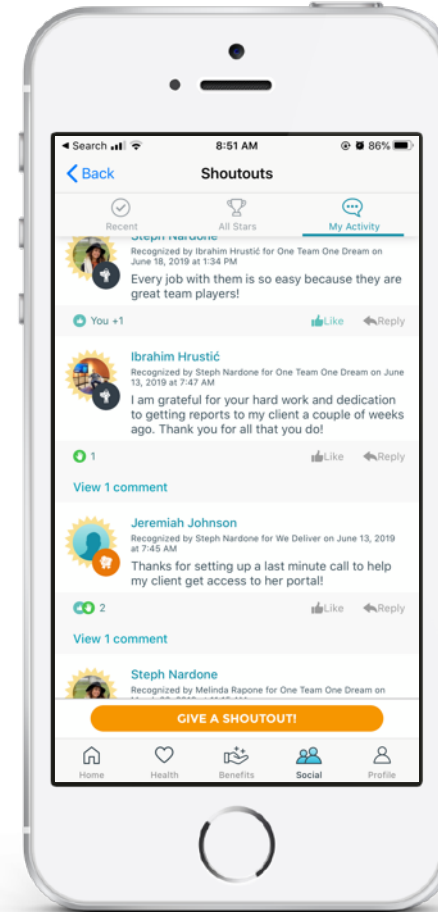 Search
8:51 AM
86%
Back
Shoutouts
Recent
All Stars
My Activity
Steph Nardone
Recognized by Ibrahim Hrustić for One Team One Dream on
June 18, 2019 at 1:34 PM
Every job with them is so easy because they are
great team players!
You +1
Like
Reply
Ibrahim Hrustić
Recognized by Steph Nardone for One Team One Dream on June
13, 2019 at 7:47 AM
I am grateful for your hard work and dedication
to getting reports to my client a couple of weeks
ago. Thank you for all that you do!
1
Like
Reply
View 1 comment
Jeremiah Johnson
Recognized by Steph Nardone for We Deliver on June 13, 2019
at 7:45 AM
Thanks for setting up a last minute call to help
my client get access to her portal!
2
Like
Reply
View 1 comment
Steph Nardone
Recognized by Melinda Rapone for One Team One Dream on
GIVE A SHOUTOUT!
Home
Health
Benefits
Social
Profile